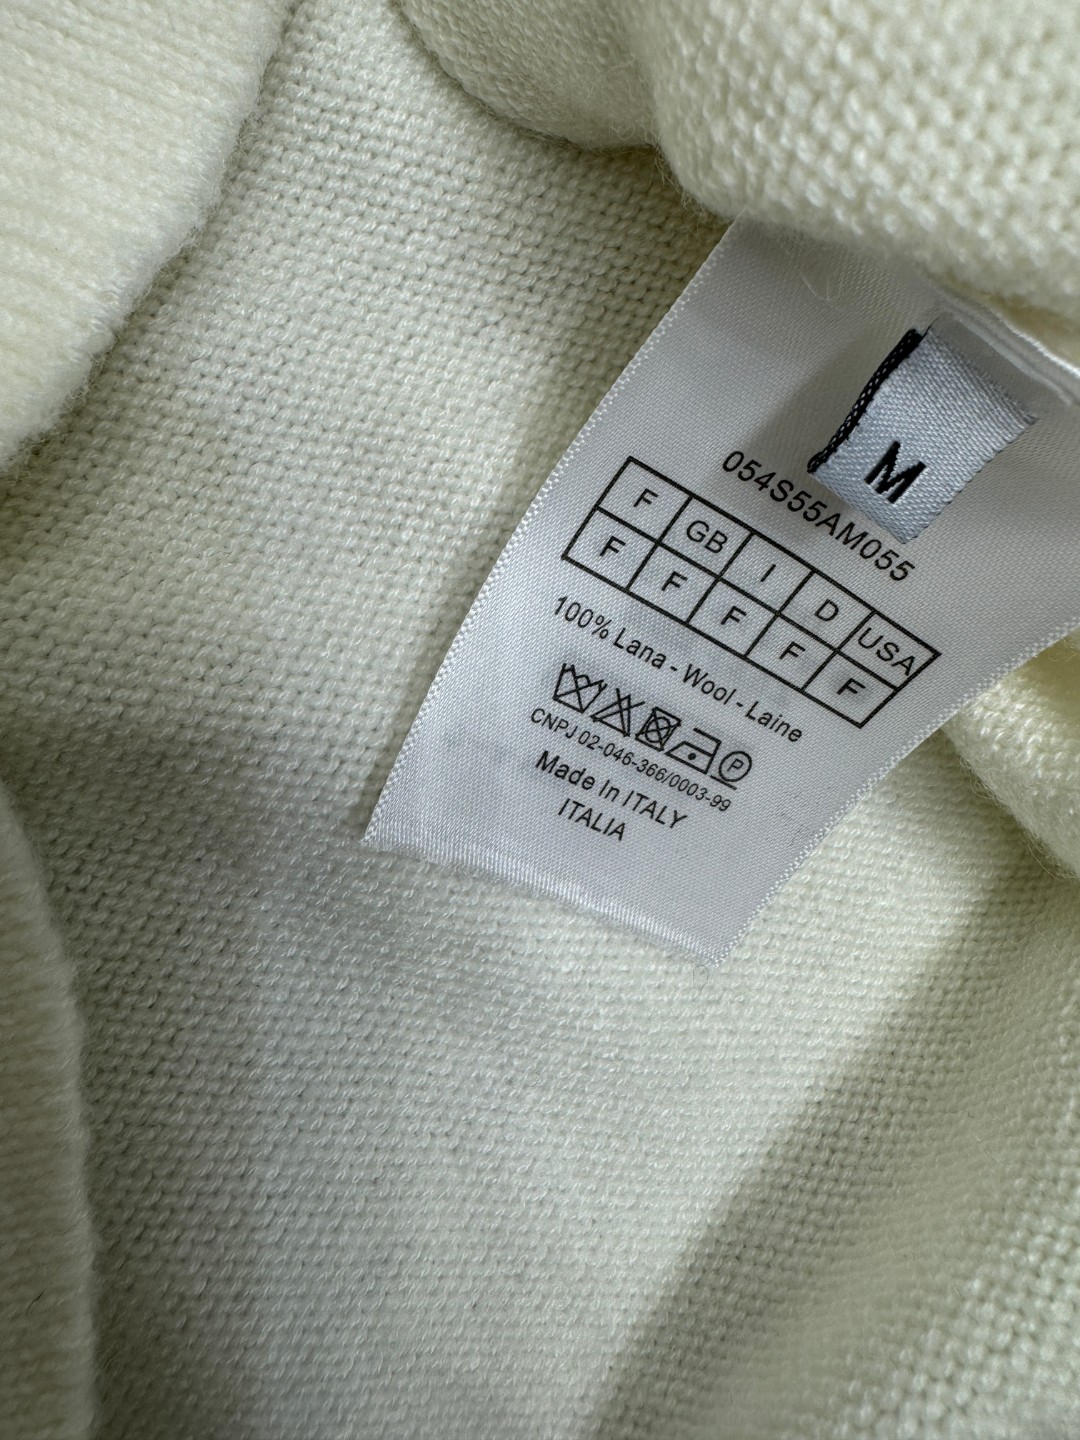 M
054S55AM055
F GB I D USA
F F F F F
100% Lana - Wool - Laine
P
CNPJ 02-046-366/0003-99
Made In ITALY
ITALIA